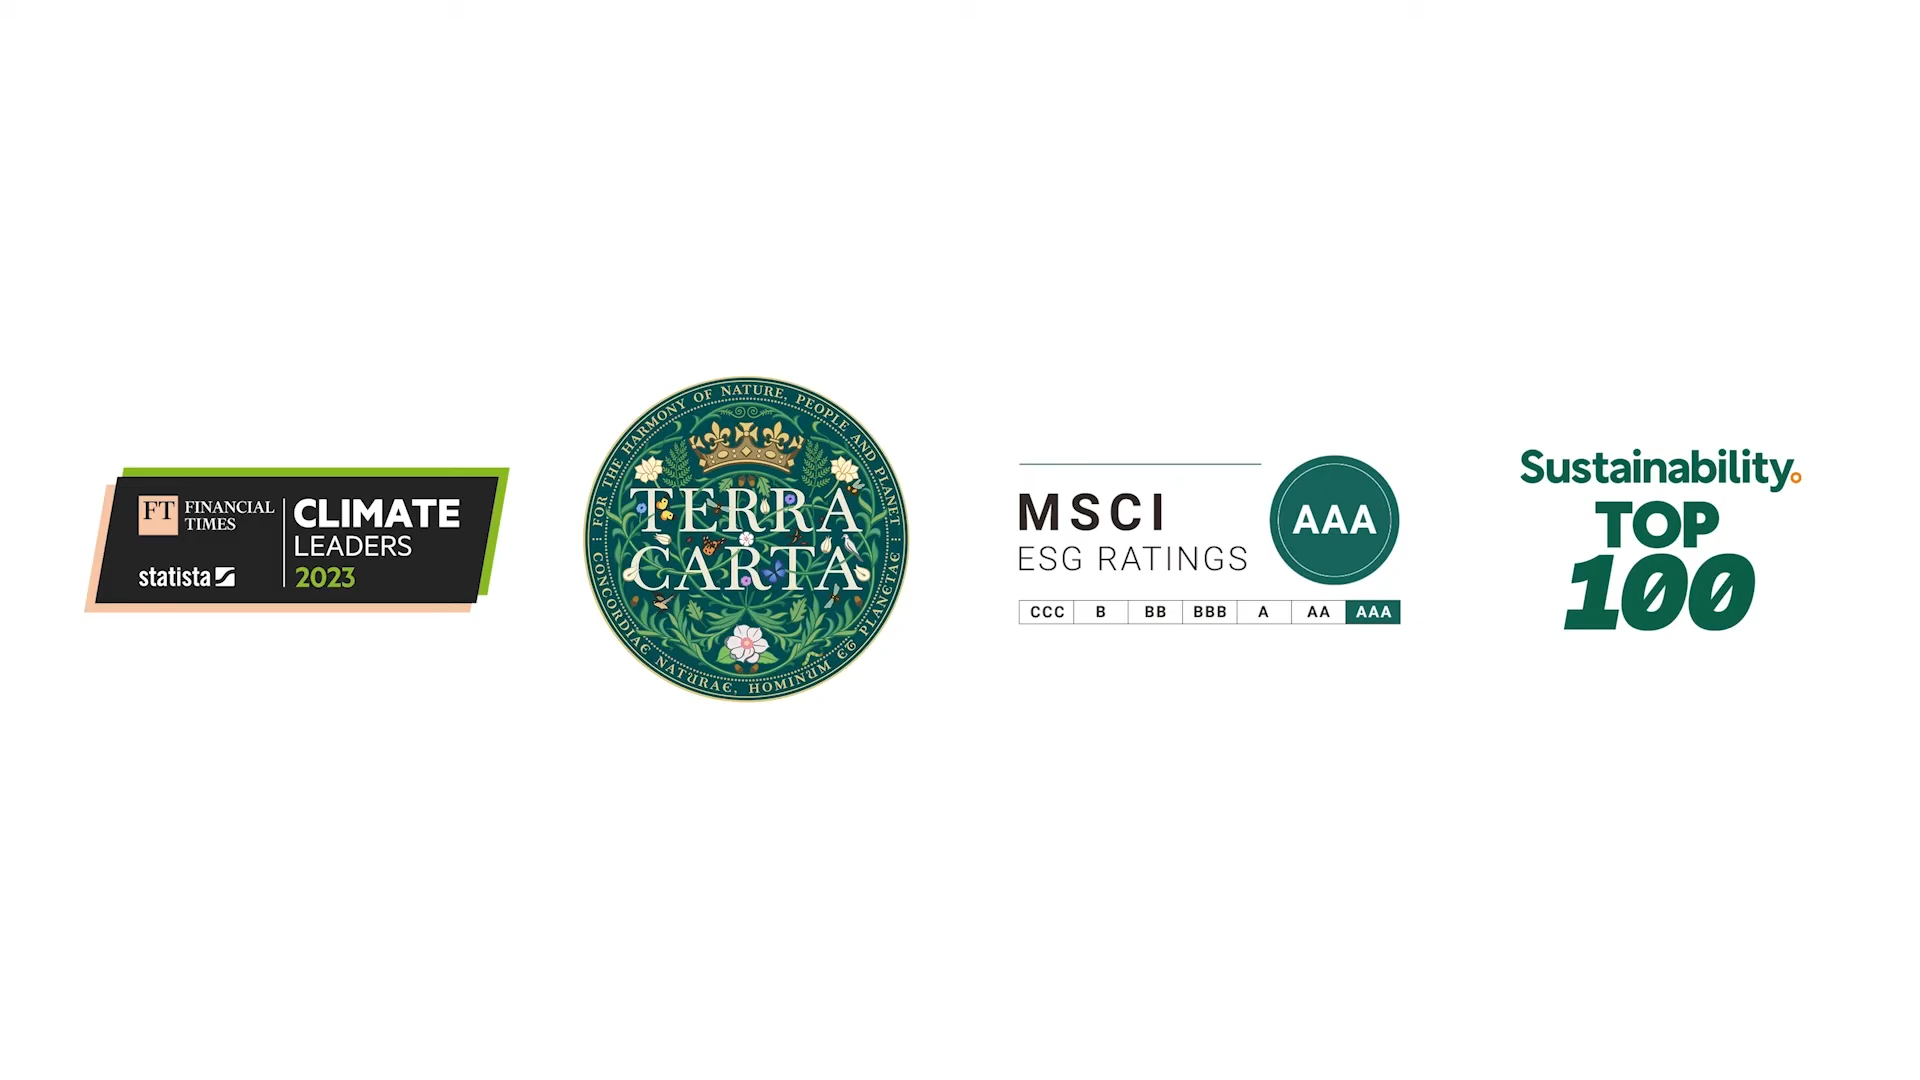 FT FINANCIAL
TIMES
statista
CLIMATE
LEADERS
2023
FOR THE HARMONY OF NATURE, PEOPLE AND PLANET
TERRA
CARTA
CONCORDIAE NATURAE, HOMINUM & PLANETAE
MSCI
ESG RATINGS
AAA
CCC B BB BBB A AA AAA
Sustainability
TOP
100